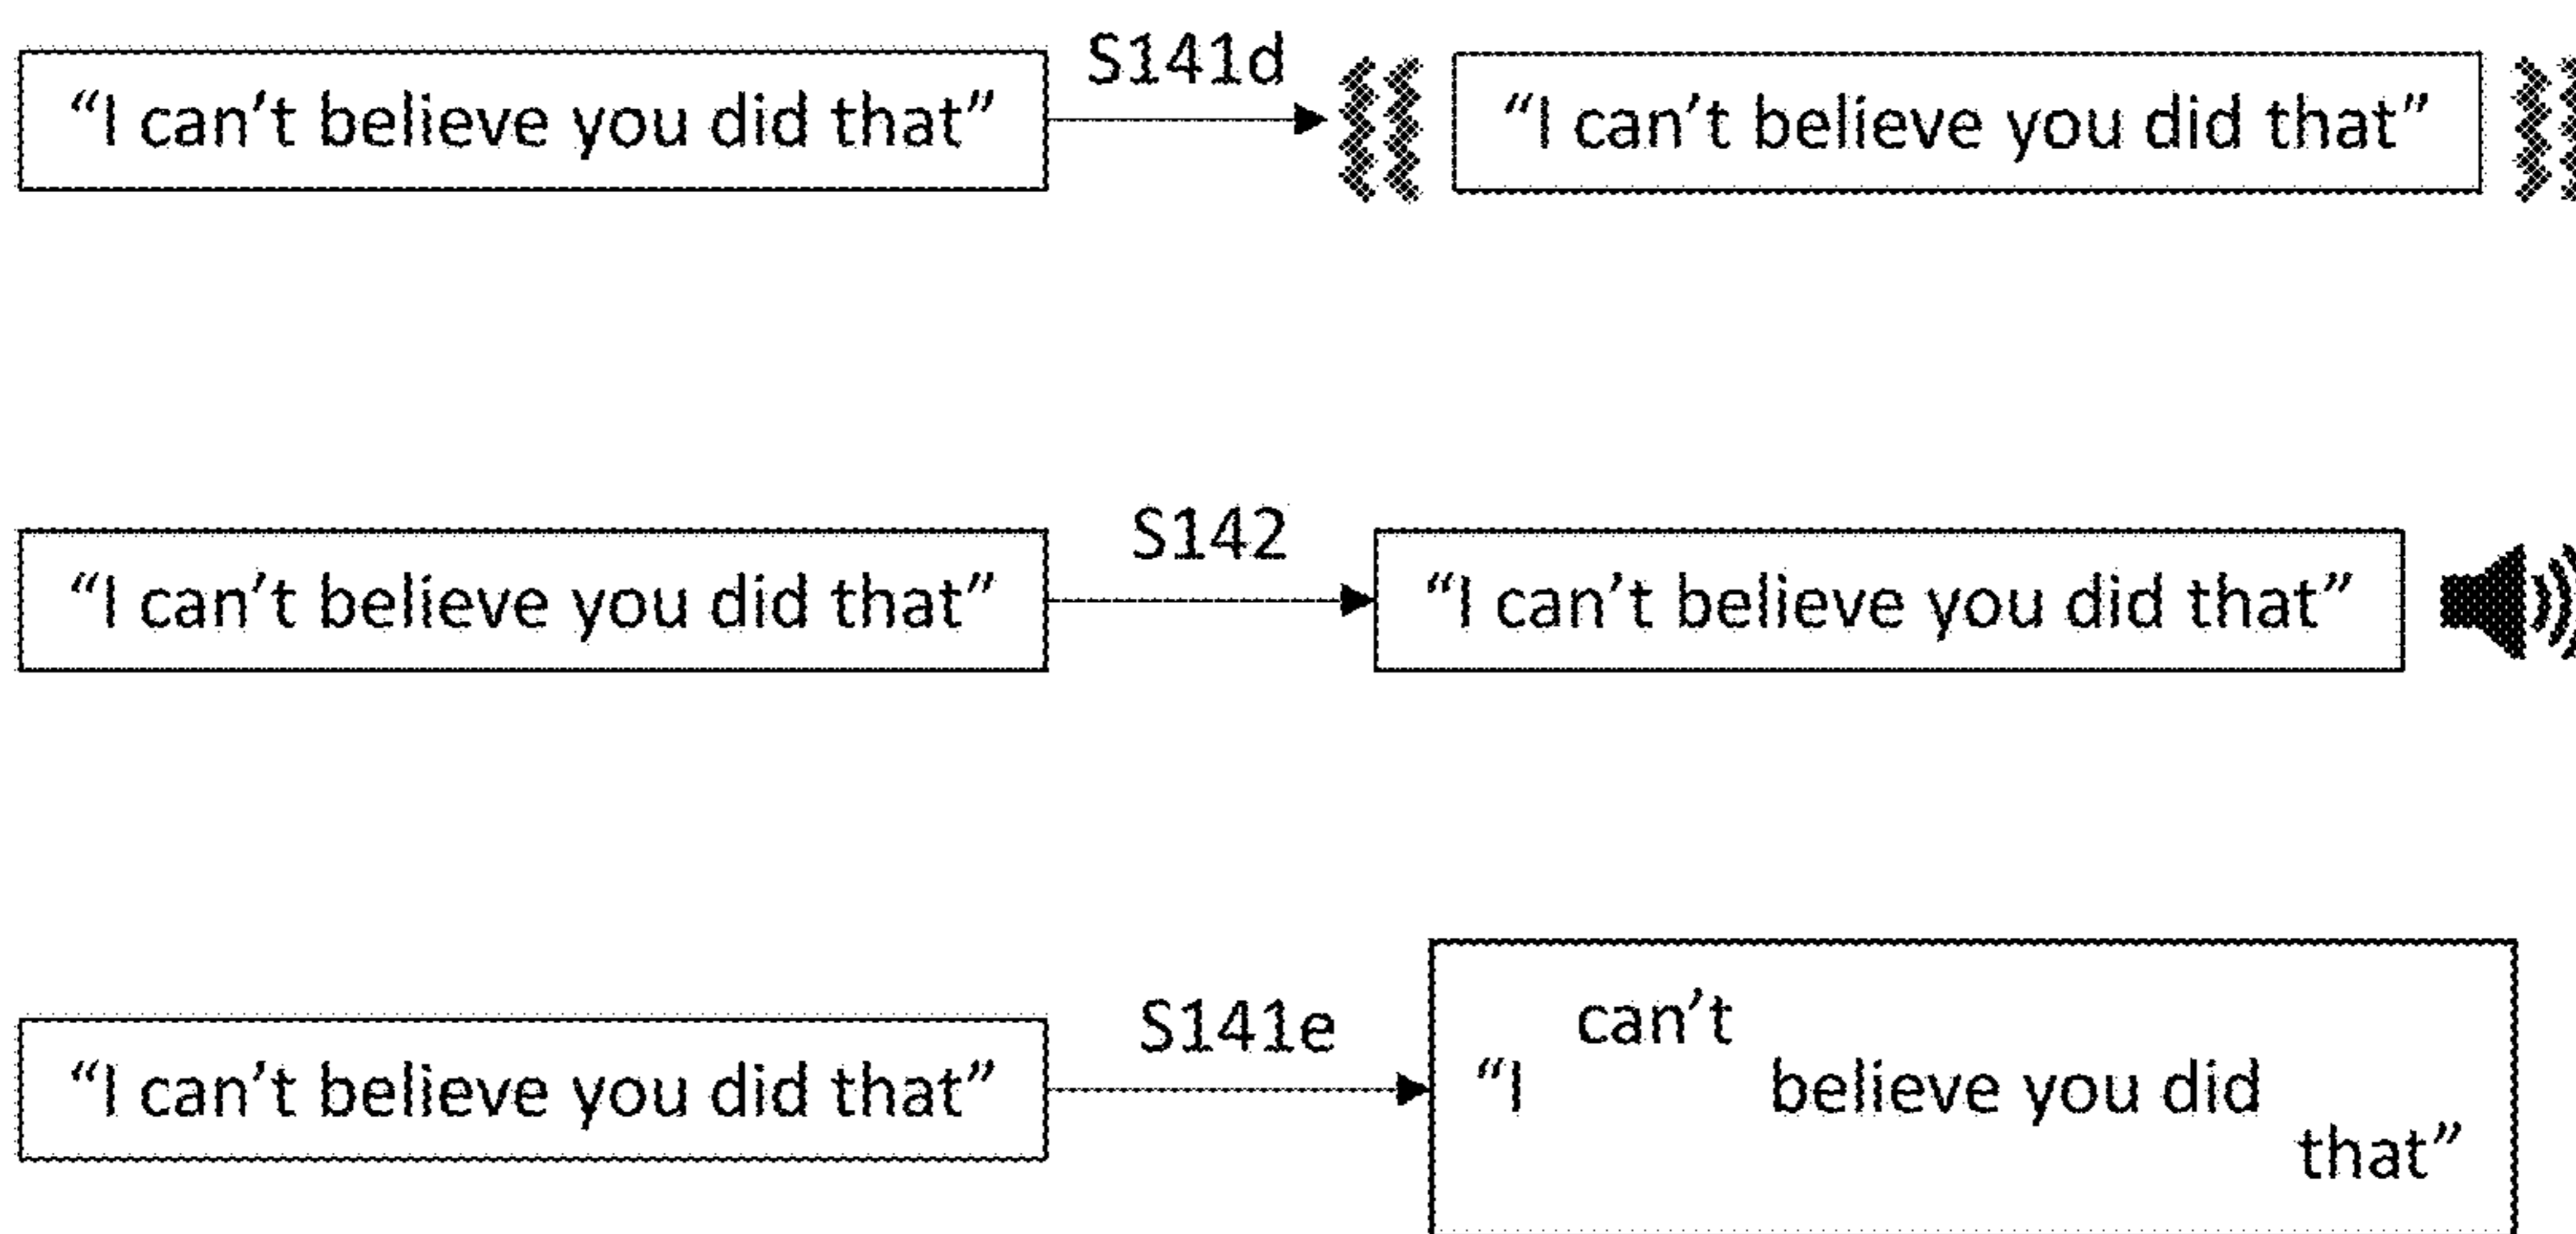 S141d
“I can’t believe you did that”
“I can’t believe you did that”
S142
“I can’t believe you did that”
“I can’t believe you did that”
S141e
“I can’t believe you did that”
can’t
“I believe you did
that”